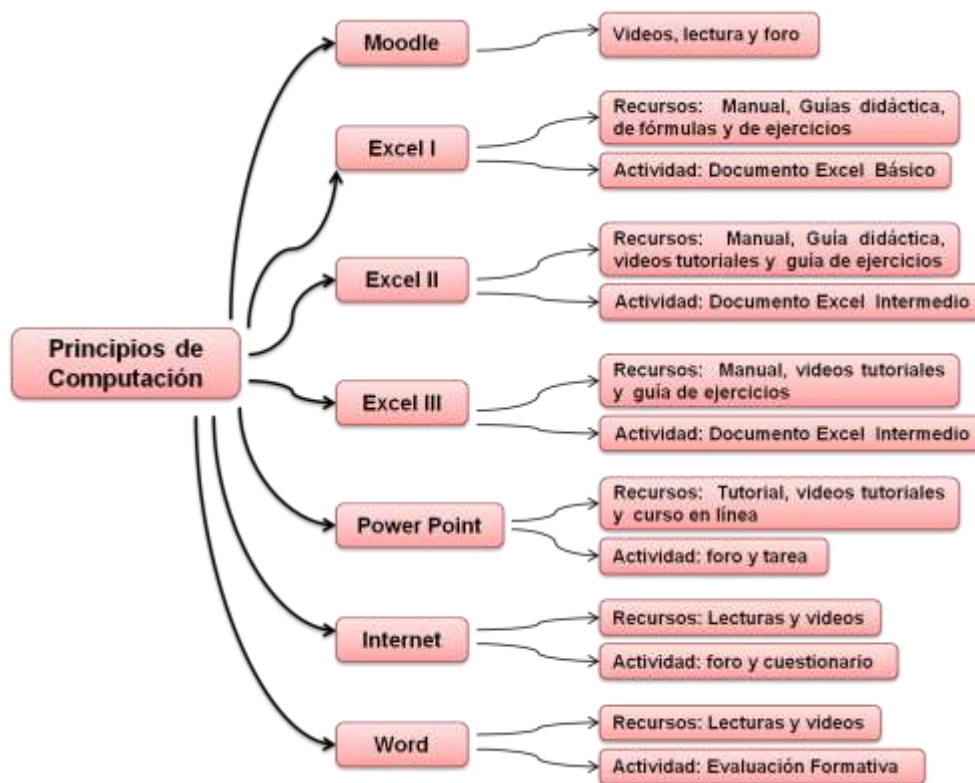 Principios de
Computación
Moodle
Videos, lectura y foro
Excel I
Recursos: Manual, Guías didáctica,
de fórmulas y de ejercicios
Actividad: Documento Excel Básico
Excel II
Recursos: Manual, Guía didáctica,
videos tutoriales y guía de ejercicios
Actividad: Documento Excel Intermedio
Excel III
Recursos: Manual, videos tutoriales
y guía de ejercicios
Actividad: Documento Excel Intermedio
Power Point
Recursos: Tutorial, videos tutoriales
y curso en línea
Actividad: foro y tarea
Internet
Recursos: Lecturas y videos
Actividad: foro y cuestionario
Word
Recursos: Lecturas y videos
Actividad: Evaluación Formativa